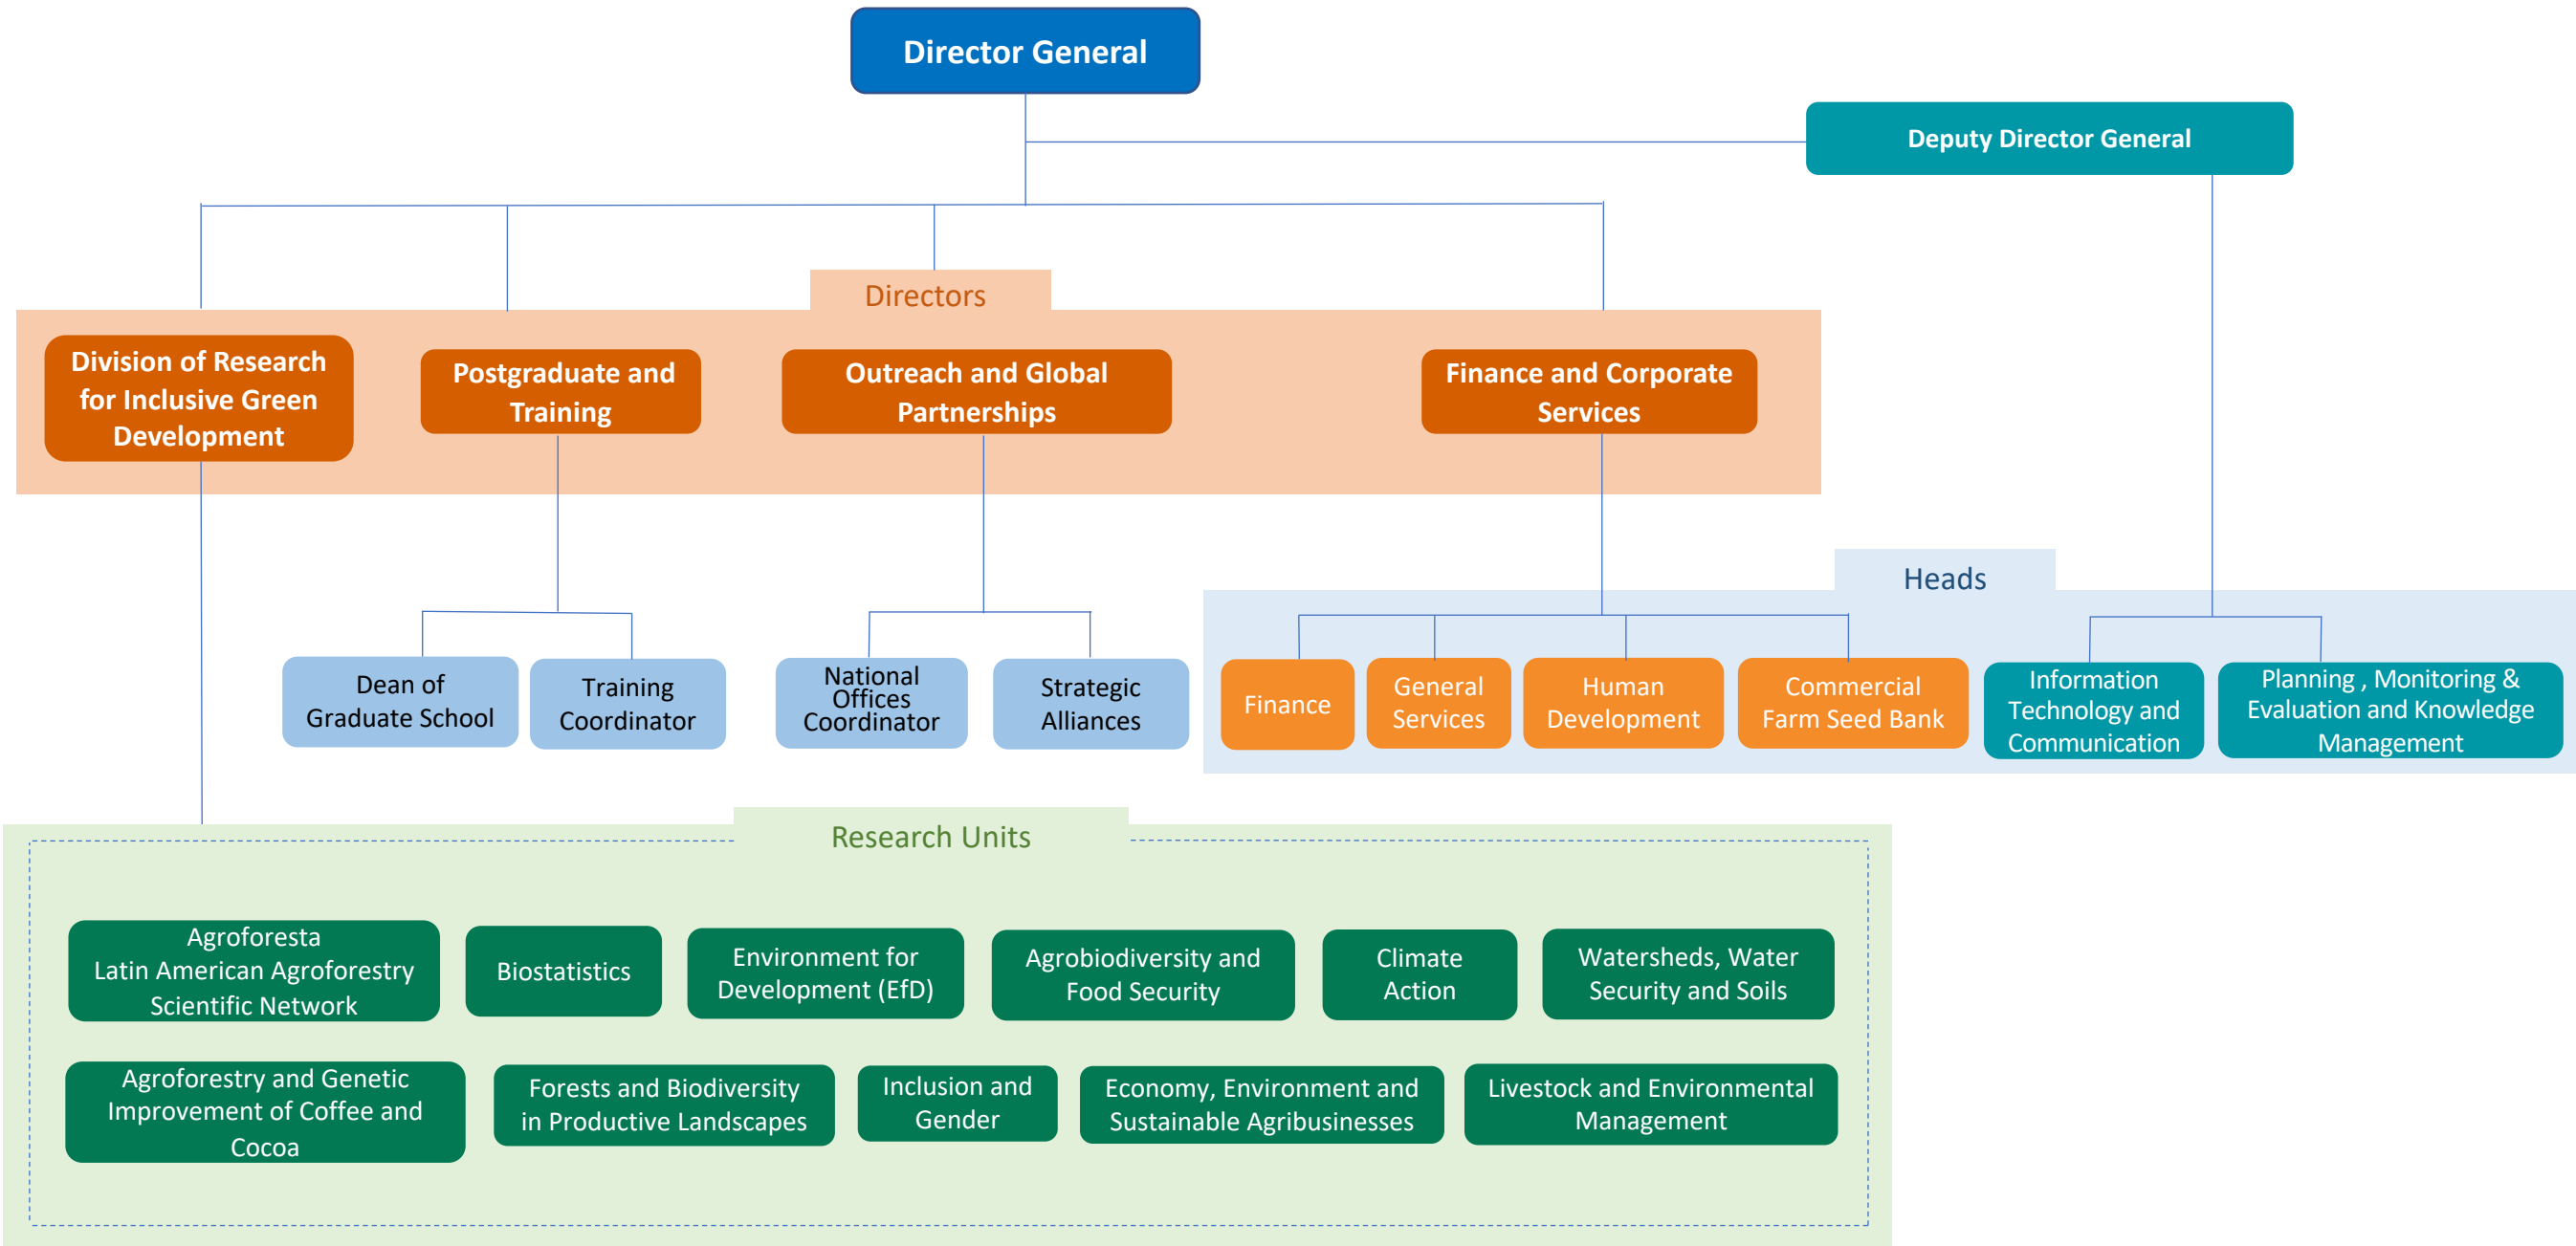 Director General
Deputy Director General
Directors
Division of Research
for Inclusive Green
Development
Postgraduate and
Training
Outreach and Global
Partnerships
Finance and Corporate
Services
Heads
Dean of
Graduate School
Training
Coordinator
National
Offices
Coordinator
Strategic
Alliances
Finance
General
Services
Human
Development
Commercial
Farm Seed Bank
Information
Technology and
Communication
Planning , Monitoring &
Evaluation and Knowledge
Management
Research Units
Agroforesta
Latin American Agroforestry
Scientific Network
Biostatistics
Environment for
Development (EfD)
Agrobiodiversity and
Food Security
Climate
Action
Watersheds, Water
Security and Soils
Agroforestry and Genetic
Improvement of Coffee and
Cocoa
Forests and Biodiversity
in Productive Landscapes
Inclusion and
Gender
Economy, Environment and
Sustainable Agribusinesses
Livestock and Environmental
Management